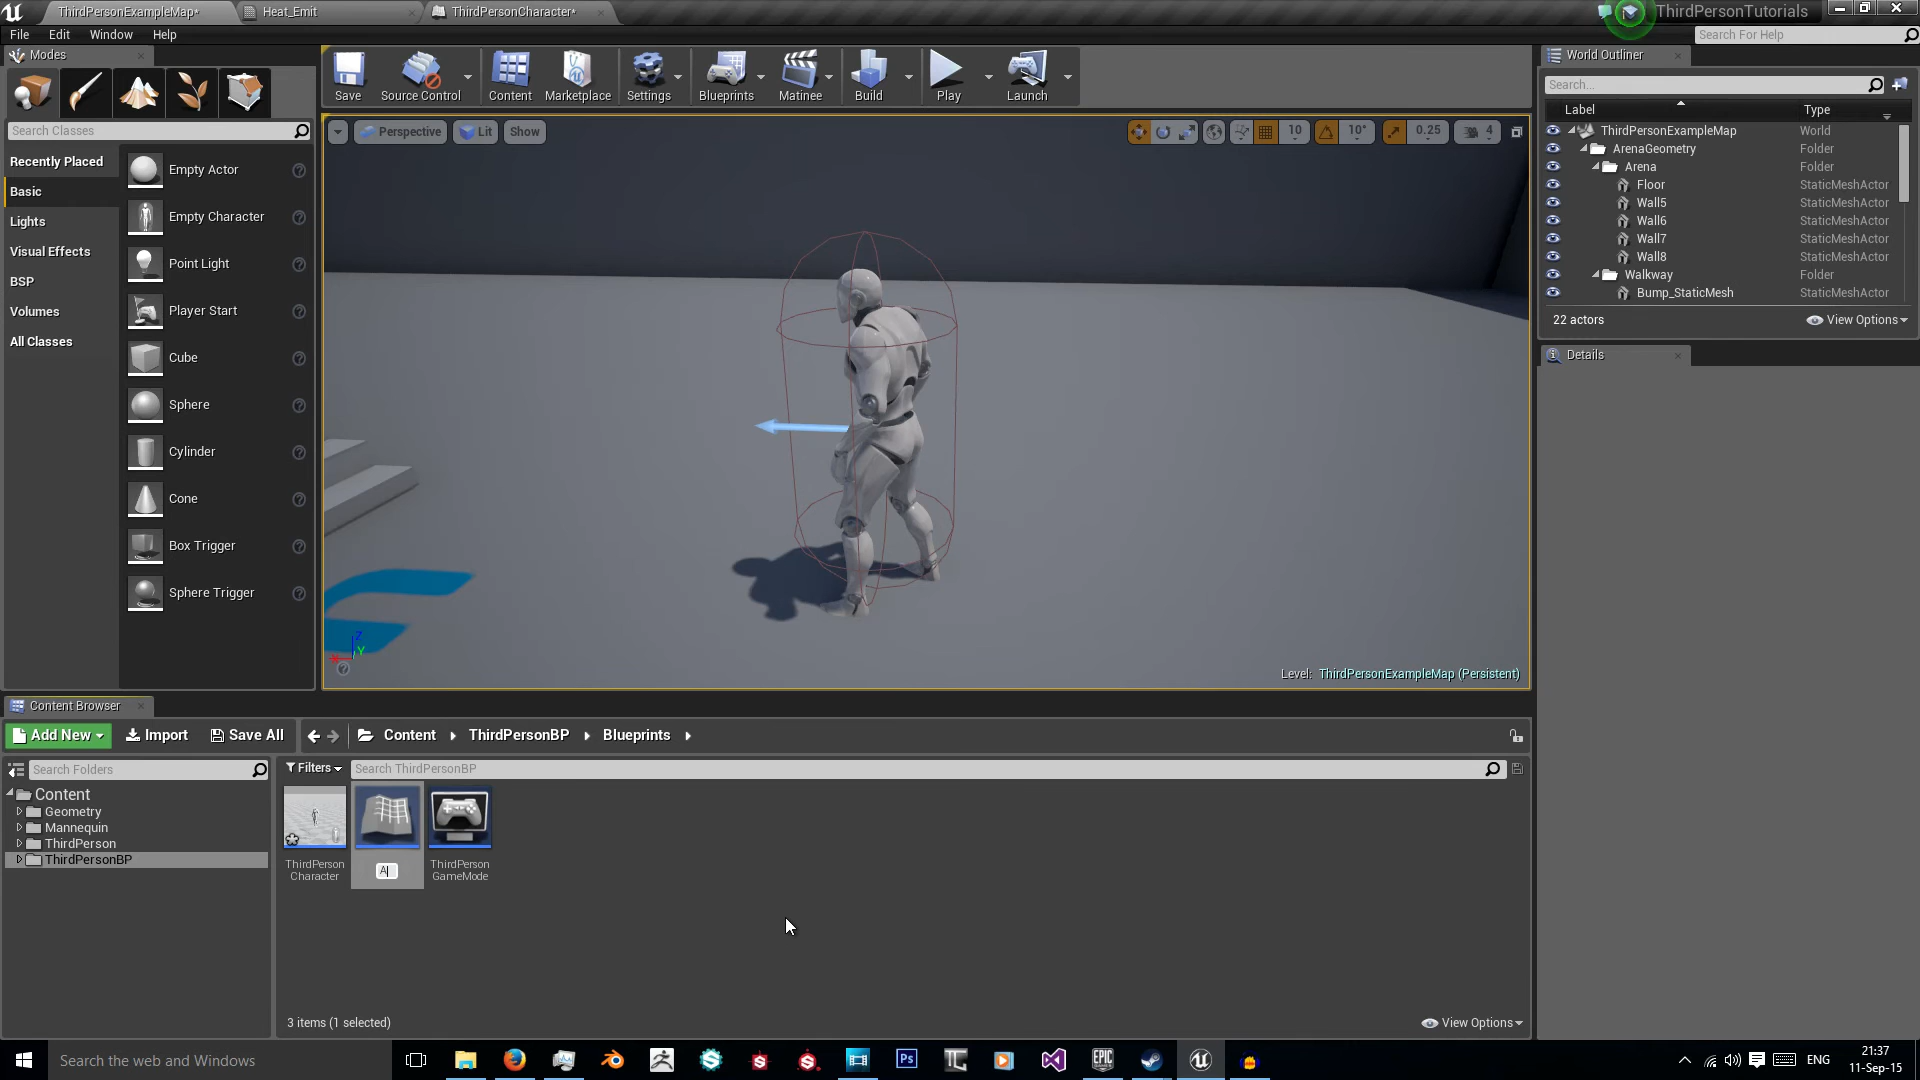 ThirdPersonExampleMap*
Heat_Emit
ThirdPersonCharacter*
ThirdPersonTutorials
File Edit Window Help
Search For Help
Modes
Search Classes
Recently Placed
Basic
Lights
Visual Effects
BSP
Volumes
All Classes
Empty Actor
Empty Character
Point Light
Player Start
Cube
Sphere
Cylinder
Cone
Box Trigger
Sphere Trigger
Save
Source Control
Content
Marketplace
Settings
Blueprints
Matinee
Build
Play
Launch
Perspective
Lit
Show
10
10°
0.25
4
Z
Y
Level: ThirdPersonExampleMap (Persistent)
World Outliner
Search...
Label Type
ThirdPersonExampleMap World
ArenaGeometry Folder
Arena Folder
Floor StaticMeshActor
Wall5 StaticMeshActor
Wall6 StaticMeshActor
Wall7 StaticMeshActor
Wall8 StaticMeshActor
Walkway Folder
Bump_StaticMesh StaticMeshActor
22 actors
View Options
Details
Content Browser
Add New
Import
Save All
Content
ThirdPersonBP
Blueprints
Search Folders
Content
Geometry
Mannequin
ThirdPerson
ThirdPersonBP
Filters
Search ThirdPersonBP
ThirdPerson
Character
A
ThirdPerson
GameMode
3 items (1 selected)
View Options
Search the web and Windows
Ps
EPIC
GAMES
ENG
21:37
11-Sep-15